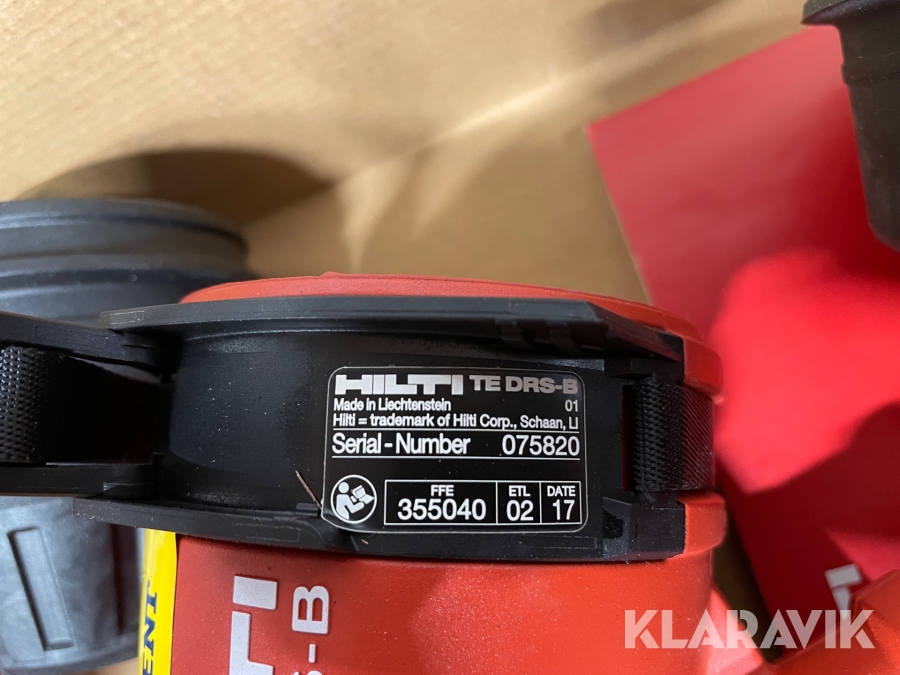 HILTI TE DRS-B
Made in Liechtenstein 01
Hilti = trademark of Hilti Corp., Schaan, LI
Serial-Number 075820
FFE ETL DATE
355040 02 17
KLARAVIK